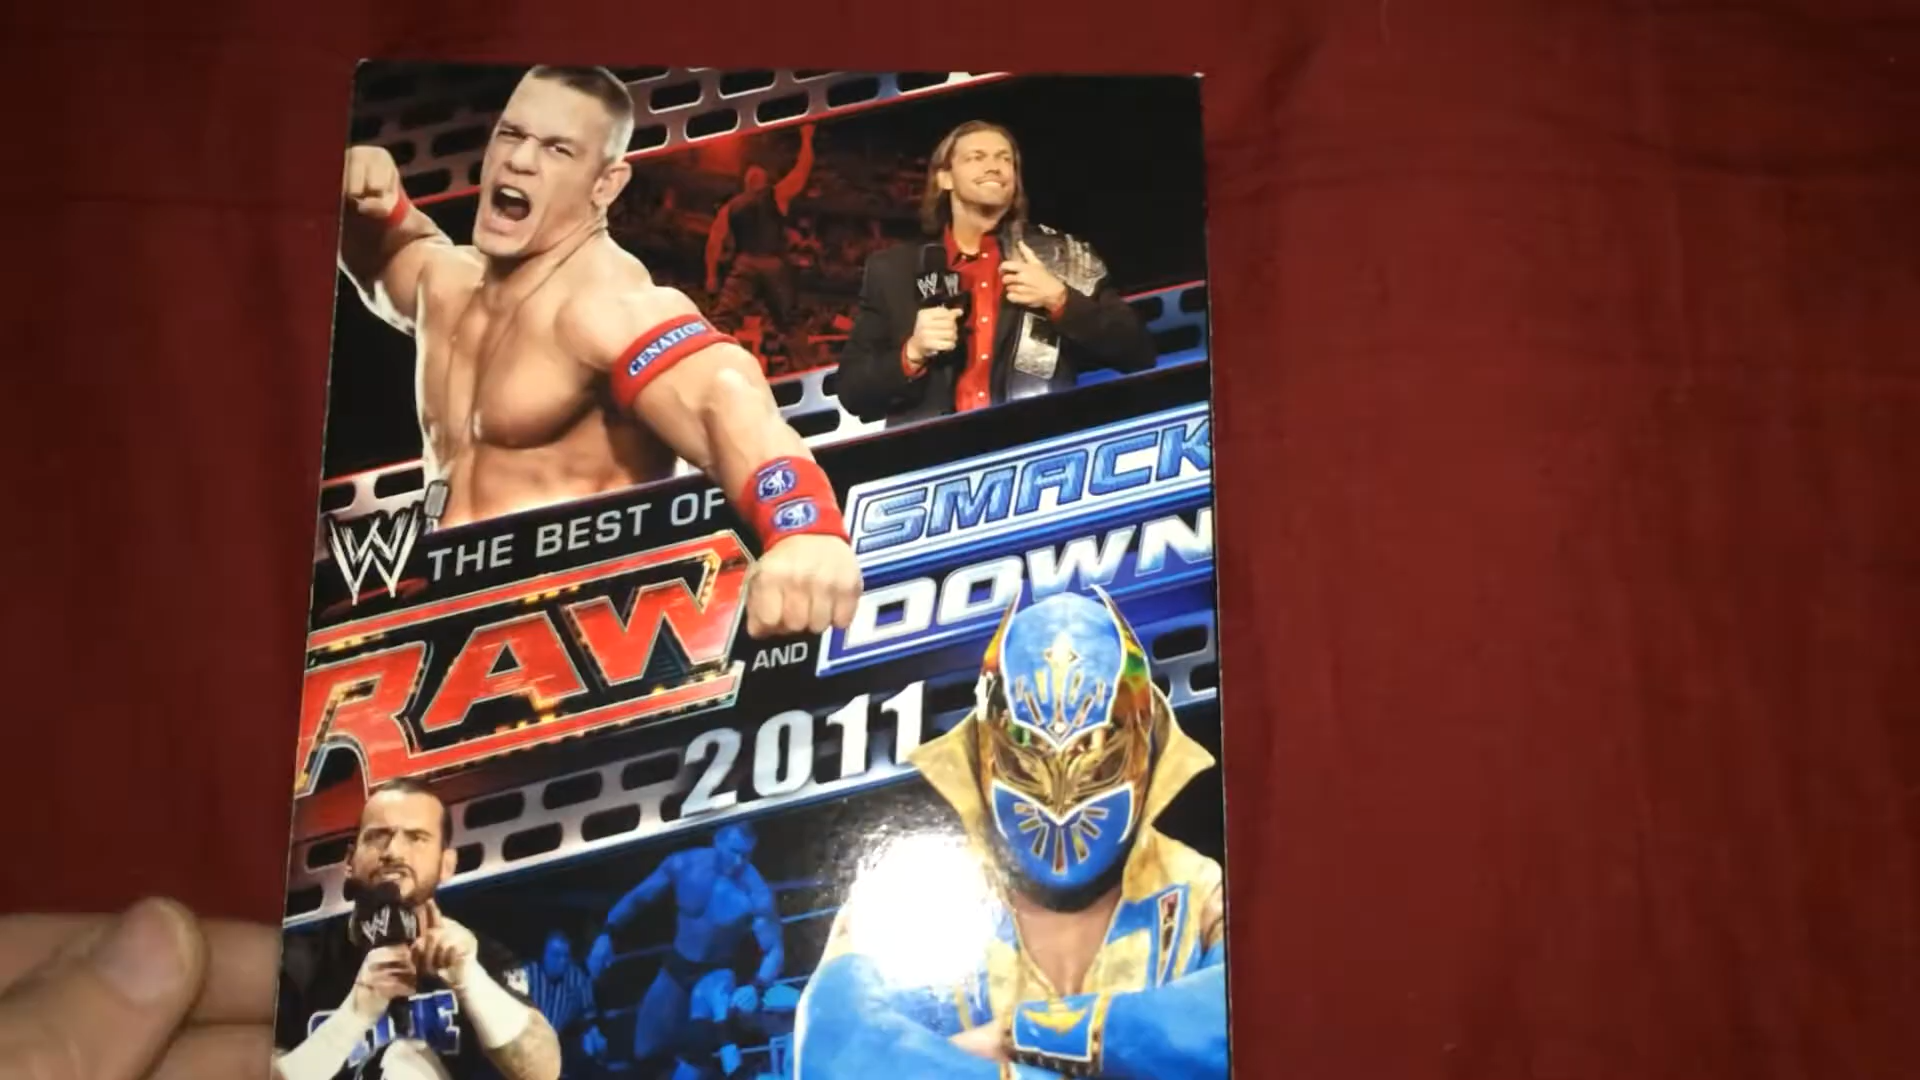 CENATION
W
W THE BEST OF
RAW
AND
SMACK
DOWN
2011
W